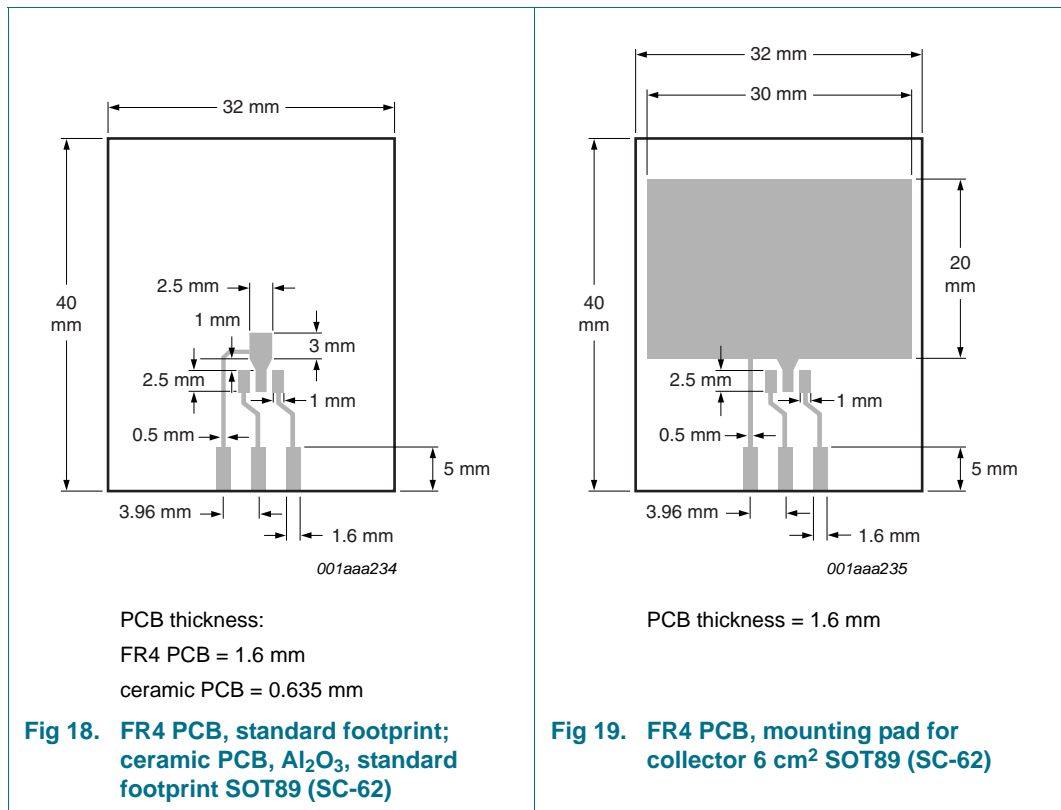 32 mm
40
mm
2.5 mm
1 mm
3 mm
2.5 mm
1 mm
0.5 mm
5 mm
3.96 mm
1.6 mm
001aaa234
PCB thickness:
FR4 PCB = 1.6 mm
ceramic PCB = 0.635 mm
Fig 18. FR4 PCB, standard footprint;
ceramic PCB, Al₂O₃, standard
footprint SOT89 (SC-62)
32 mm
30 mm
40
mm
20
mm
2.5 mm
1 mm
0.5 mm
5 mm
3.96 mm
1.6 mm
001aaa235
PCB thickness = 1.6 mm
Fig 19. FR4 PCB, mounting pad for
collector 6 cm² SOT89 (SC-62)